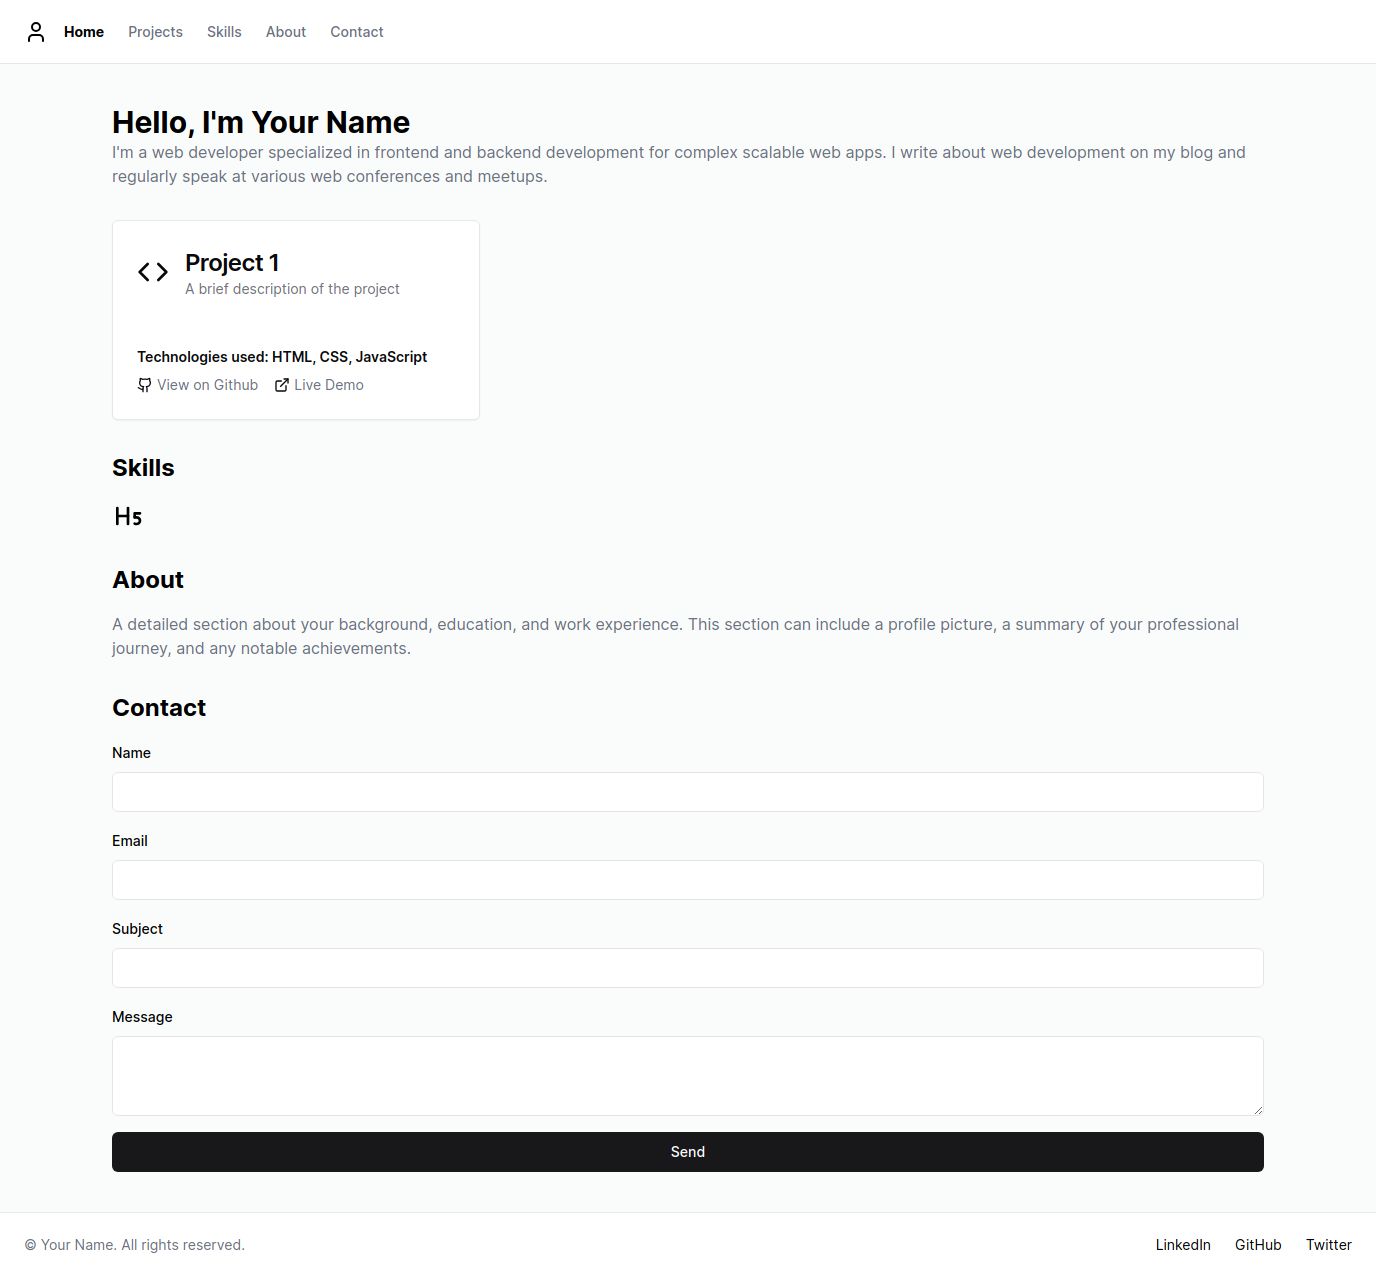 Home Projects Skills About Contact
Hello, I'm Your Name
I'm a web developer specialized in frontend and backend development for complex scalable web apps. I write about web development on my blog and
regularly speak at various web conferences and meetups.
Project 1
A brief description of the project
Technologies used: HTML, CSS, JavaScript
View on Github Live Demo
Skills
H5
About
A detailed section about your background, education, and work experience. This section can include a profile picture, a summary of your professional
journey, and any notable achievements.
Contact
Name
Email
Subject
Message
Send
© Your Name. All rights reserved. LinkedIn GitHub Twitter